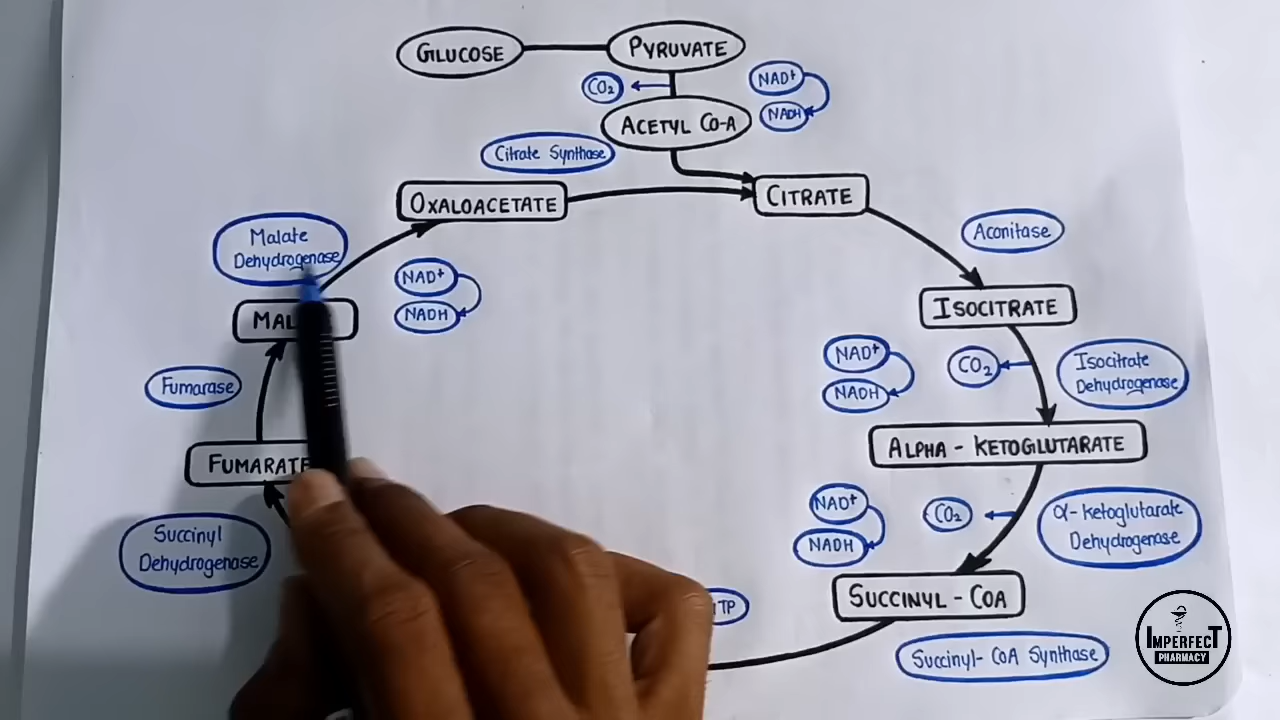 GLUCOSE
PYRUVATE
CO₂
NAD⁺
NADH
ACETYL CO-A
Citrate Synthase
OXALOACETATE
CITRATE
Malate
Dehydrogenase
Aconitase
NAD⁺
NADH
ISOCITRATE
Fumarase
NAD⁺
NADH
CO₂
Isocitrate
Dehydrogenase
FUMARATE
ALPHA - KETOGLUTARATE
NAD⁺
NADH
CO₂
α-ketoglutarate
Dehydrogenase
Succinyl
Dehydrogenase
SUCCINYL - COA
Succinyl-CoA Synthase
IMPERFECT
PHARMACY